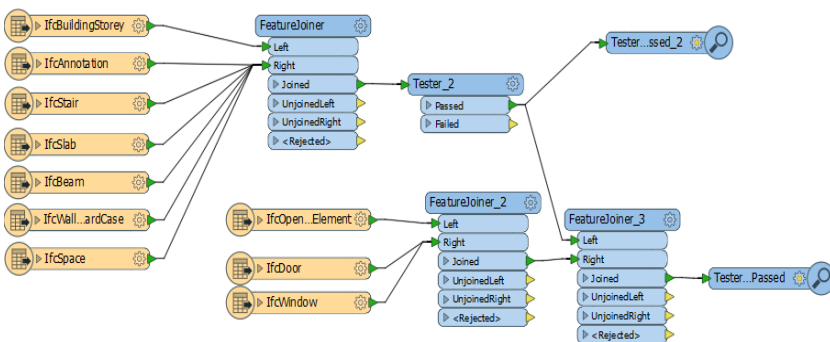 IfcBuildingStorey
IfcAnnotation
IfcStair
IfcSlab
IfcBeam
IfcWall...ardCase
IfcSpace
FeatureJoiner
Left
Right
Joined
UnjoinedLeft
UnjoinedRight
<Rejected>
Tester_2
Passed
Failed
Tester...ssed_2
IfcOpen...Element
IfcDoor
IfcWindow
FeatureJoiner_2
Left
Right
Joined
UnjoinedLeft
UnjoinedRight
<Rejected>
FeatureJoiner_3
Left
Right
Joined
UnjoinedLeft
UnjoinedRight
<Rejected>
Tester...Passed